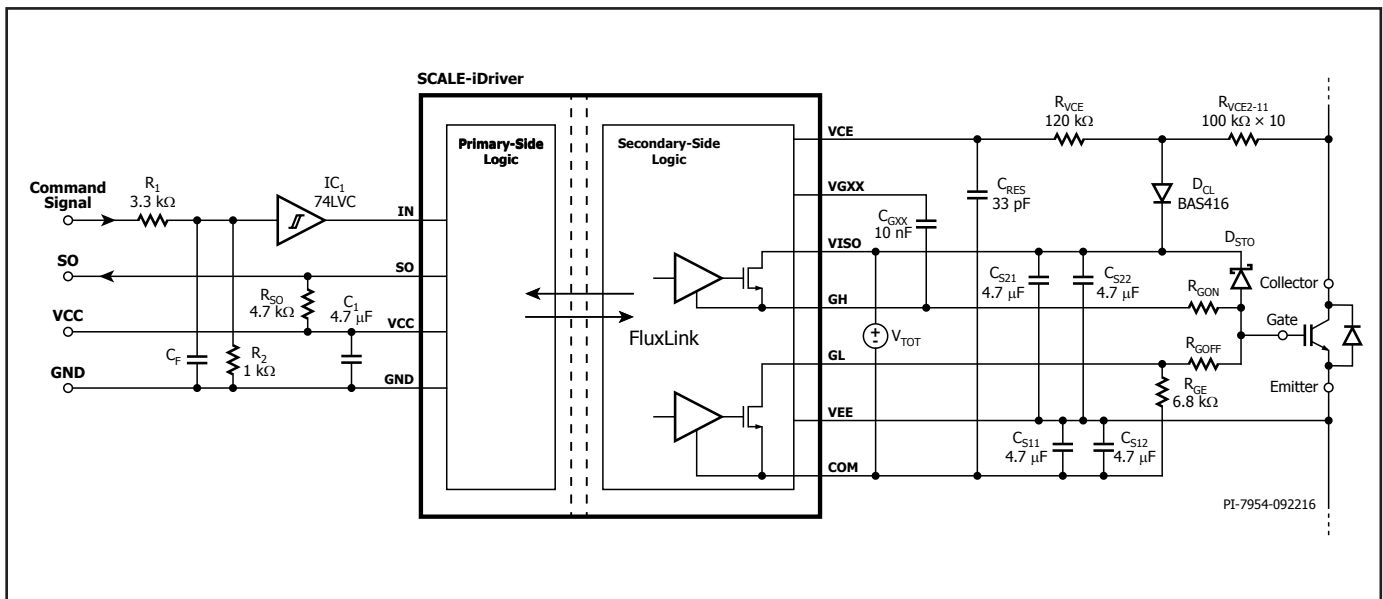 SCALE-iDriver
Primary-Side
Logic
Secondary-Side
Logic
Command
Signal
R1
3.3 kΩ
IC1
74LVC
IN
SO
SO
RSO
4.7 kΩ
C1
4.7 μF
VCC
VCC
CF
R2
1 kΩ
GND
GND
FluxLink
VCE
VGXX
VISO
GH
GL
VEE
COM
RVCE
120 kΩ
RVCE2-11
100 kΩ × 10
CRES
33 pF
DCL
BAS416
CGXX
10 nF
DSTO
CS21
4.7 μF
CS22
4.7 μF
RGON
Collector
Gate
VTOT
RGOFF
RGE
6.8 kΩ
Emitter
CS11
4.7 μF
CS12
4.7 μF
PI-7954-092216